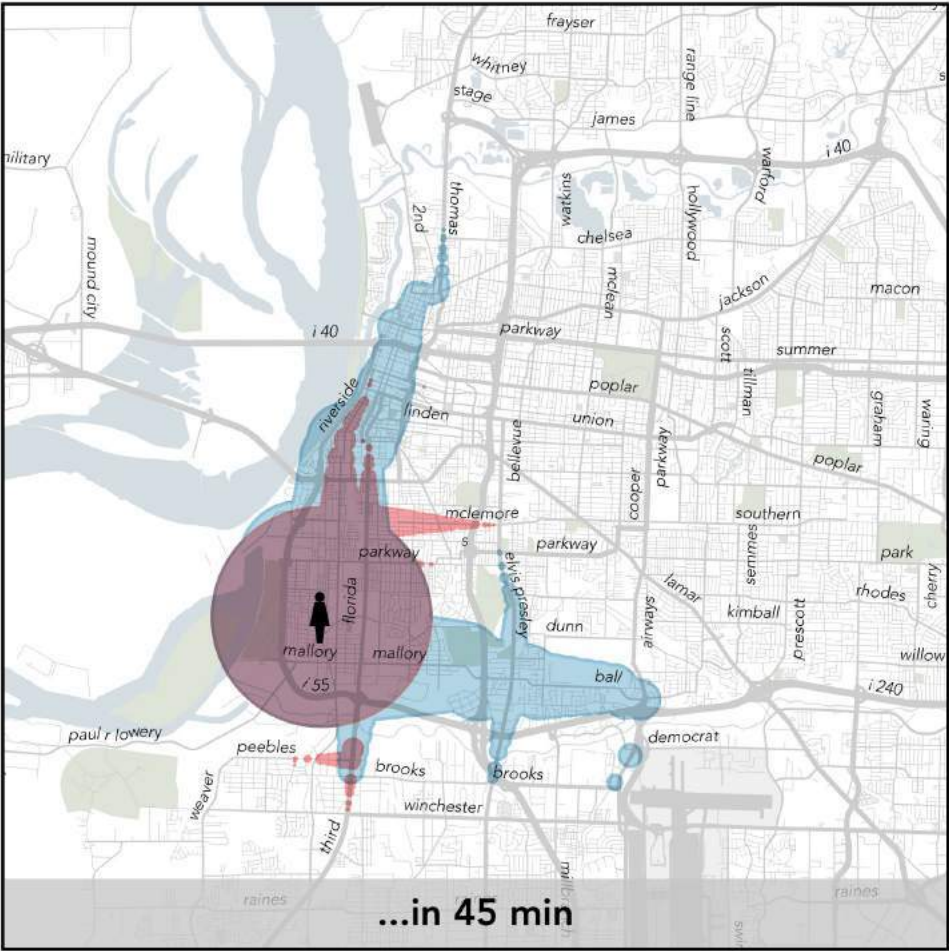 frayser
whitney
range line
stage
james
i 40
military
warford
thomas
2nd
watkins
hollywood
chelsea
mound city
mclean
jackson
macon
i 40
parkway
scott
summer
tillman
poplar
riverside
linden
union
graham
waring
bellevue
parkway
poplar
cooper
mclemore
southern
s
parkway
parkway
semmes
park
elvis presley
florida
lamar
rhodes
cherry
kimball
airways
prescott
dunn
mallory
mallory
willow
ball
i 55
i 240
paul r lowery
democrat
peebles
brooks
brooks
weaver
winchester
third
raines
raines
...in 45 min